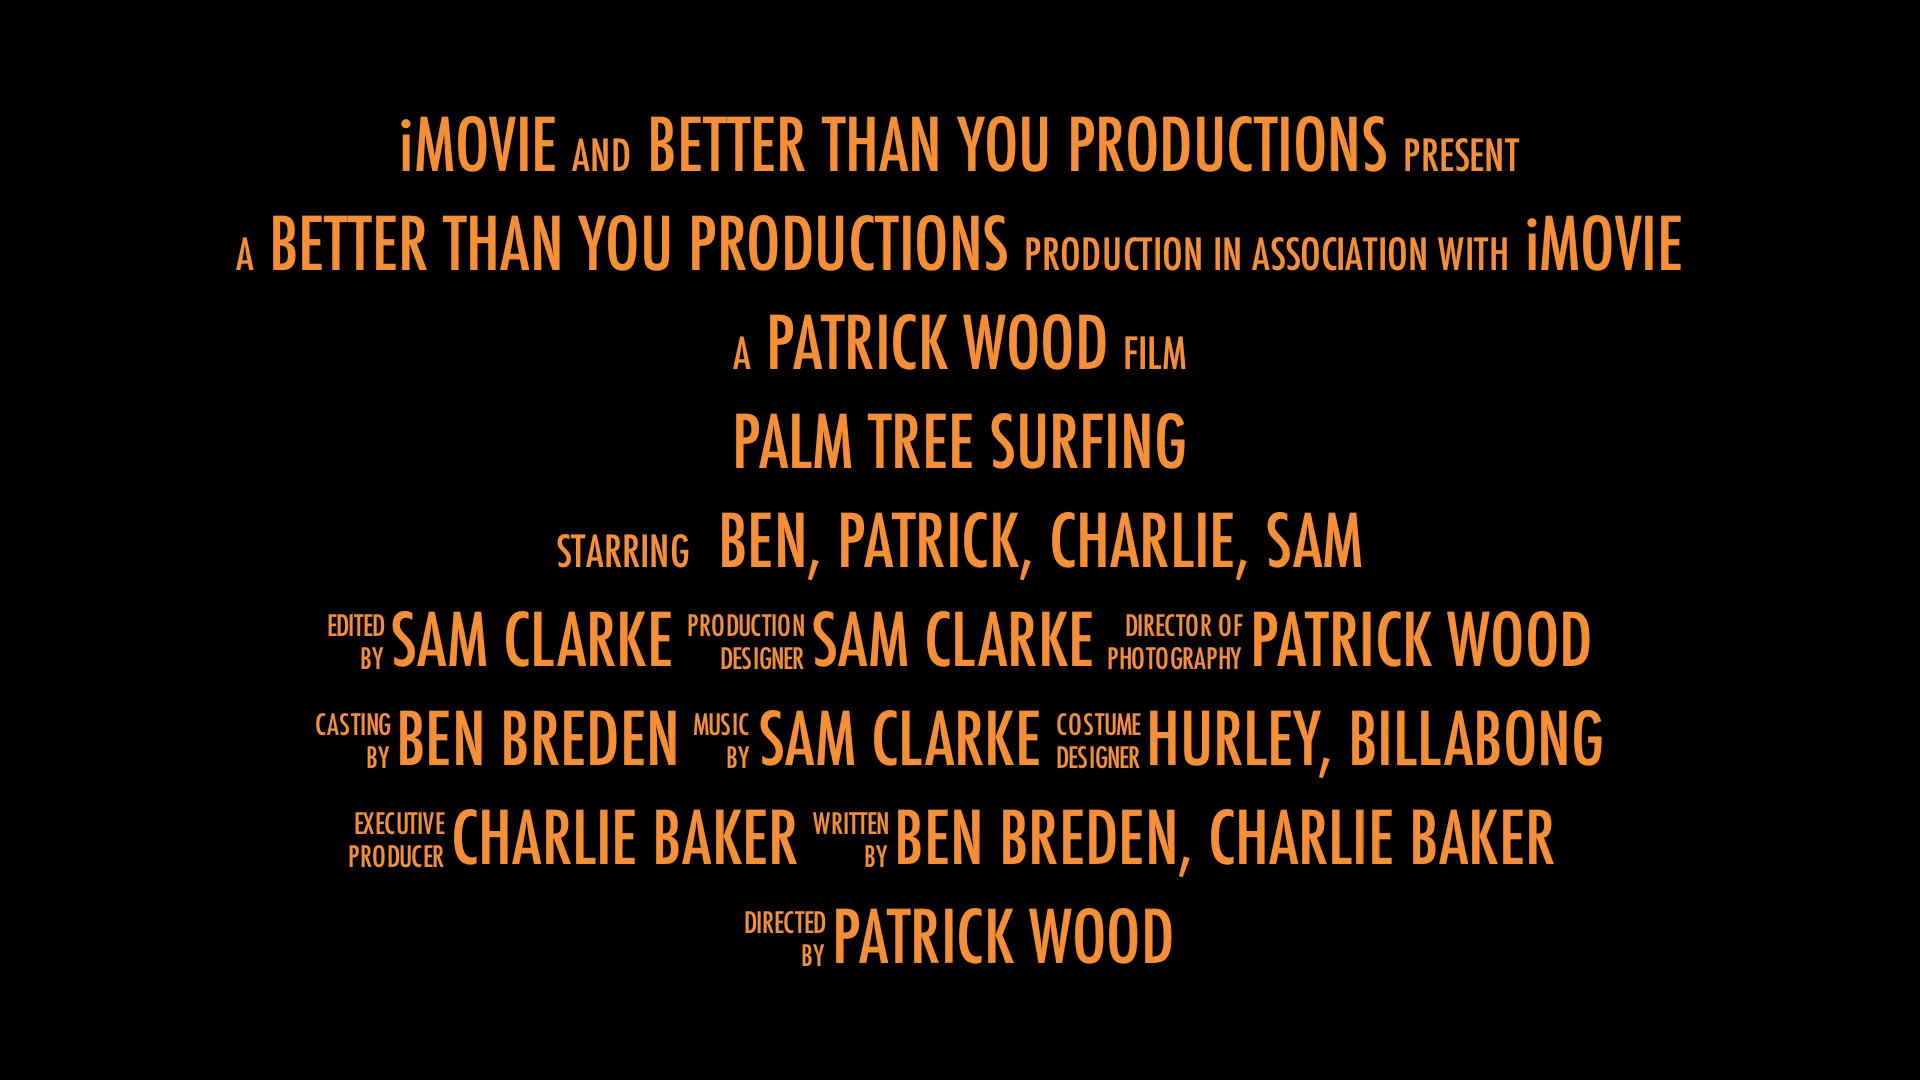 iMOVIE AND BETTER THAN YOU PRODUCTIONS PRESENT
A BETTER THAN YOU PRODUCTIONS PRODUCTION IN ASSOCIATION WITH iMOVIE
A PATRICK WOOD FILM
PALM TREE SURFING
STARRING BEN, PATRICK, CHARLIE, SAM
EDITED BY SAM CLARKE PRODUCTION DESIGNER SAM CLARKE DIRECTOR OF PHOTOGRAPHY PATRICK WOOD
CASTING BY BEN BREDEN MUSIC BY SAM CLARKE COSTUME DESIGNER HURLEY, BILLABONG
EXECUTIVE PRODUCER CHARLIE BAKER WRITTEN BY BEN BREDEN, CHARLIE BAKER
DIRECTED BY PATRICK WOOD